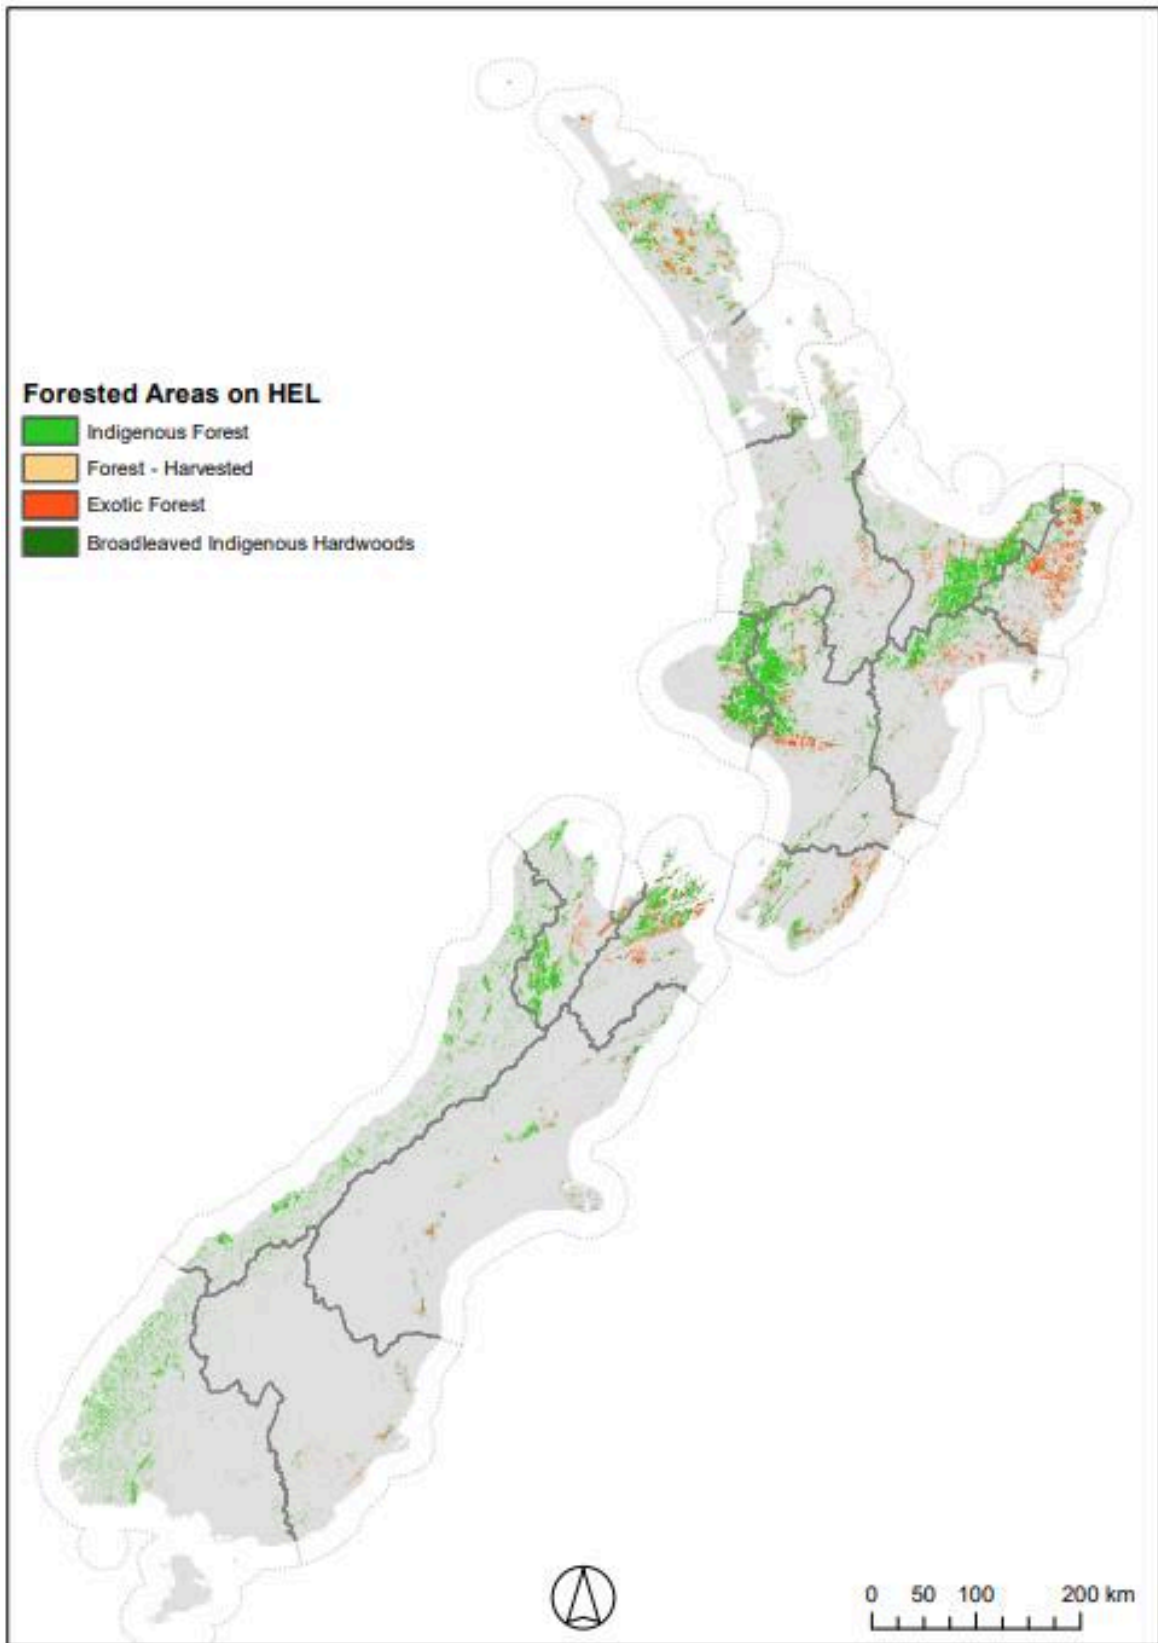 Forested Areas on HEL
Indigenous Forest
Forest - Harvested
Exotic Forest
Broadleaved Indigenous Hardwoods
0 50 100 200 km